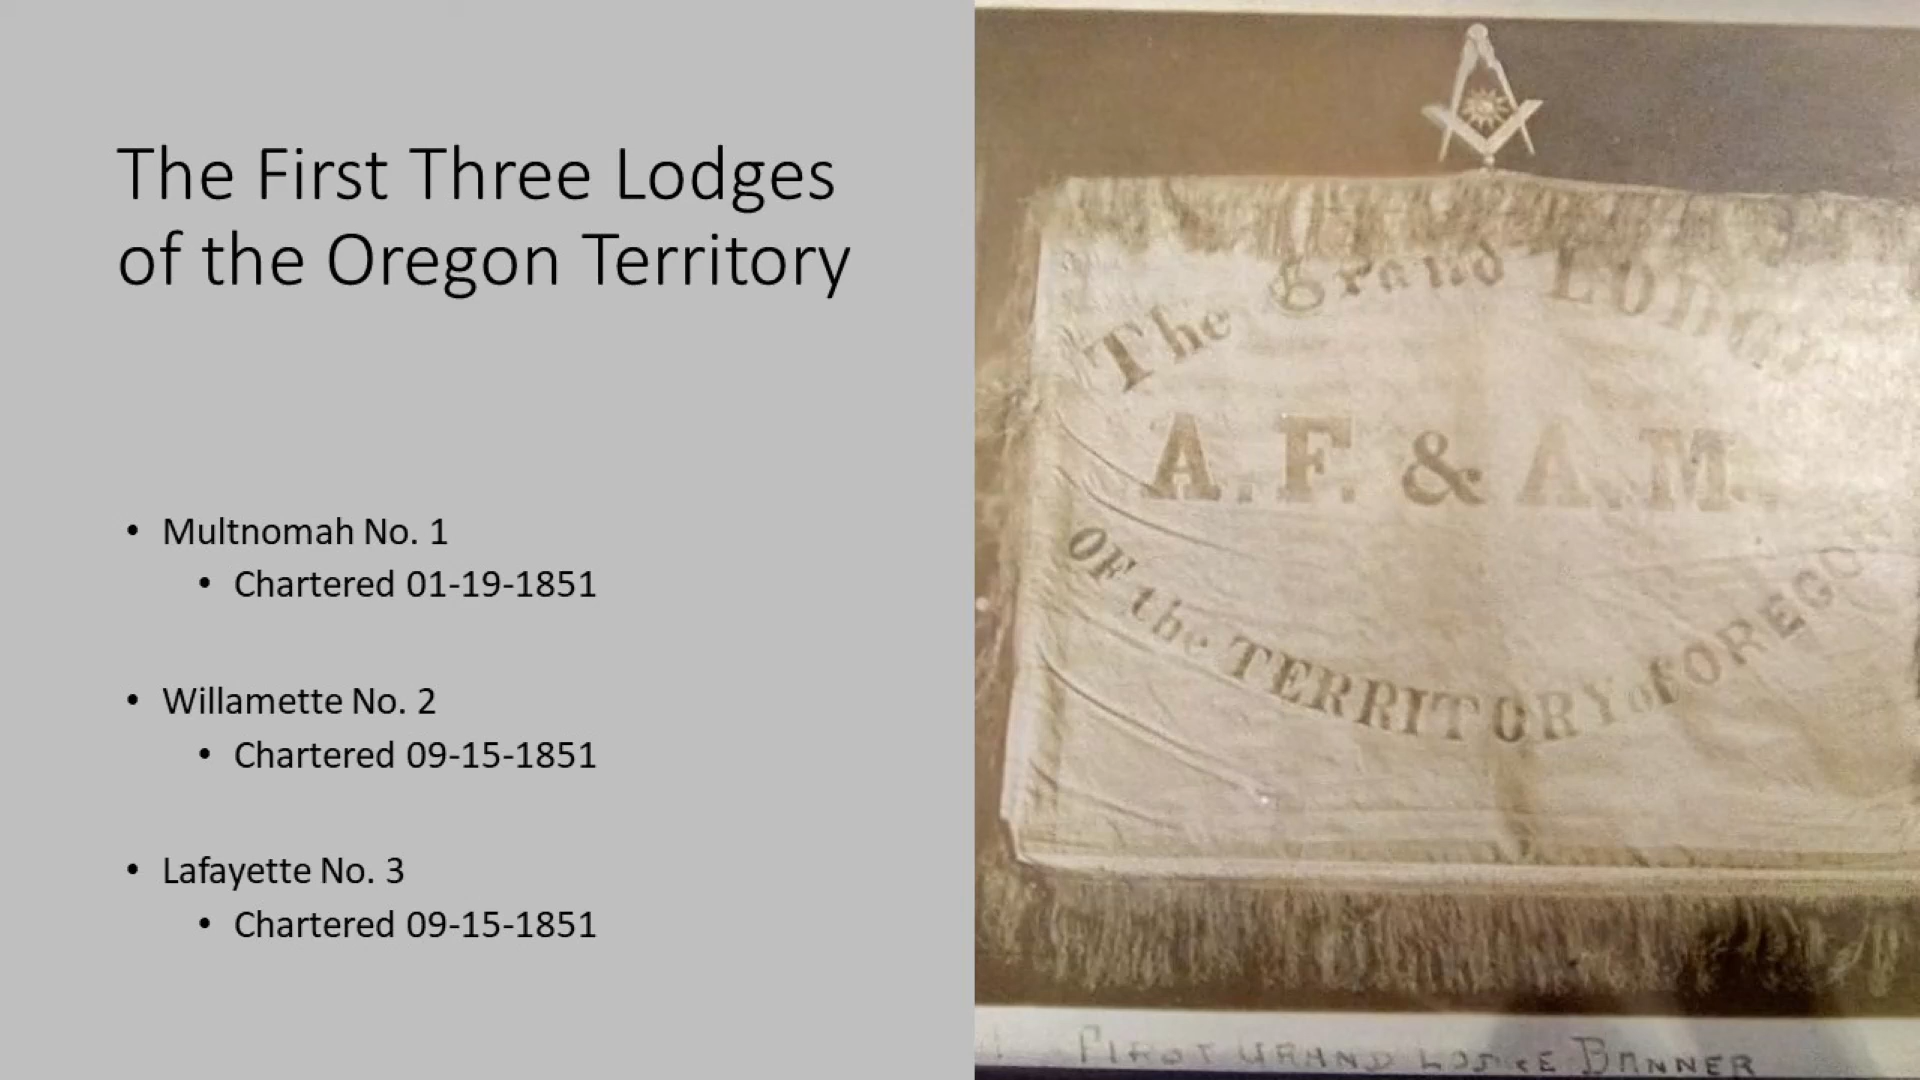 The First Three Lodges
of the Oregon Territory
• Multnomah No. 1
• Chartered 01-19-1851
• Willamette No. 2
• Chartered 09-15-1851
• Lafayette No. 3
• Chartered 09-15-1851
The Grand LODGE
A. F. & A. M.
OF the TERRITORY of OREGO
FIRST GRAND LODGE BANNER